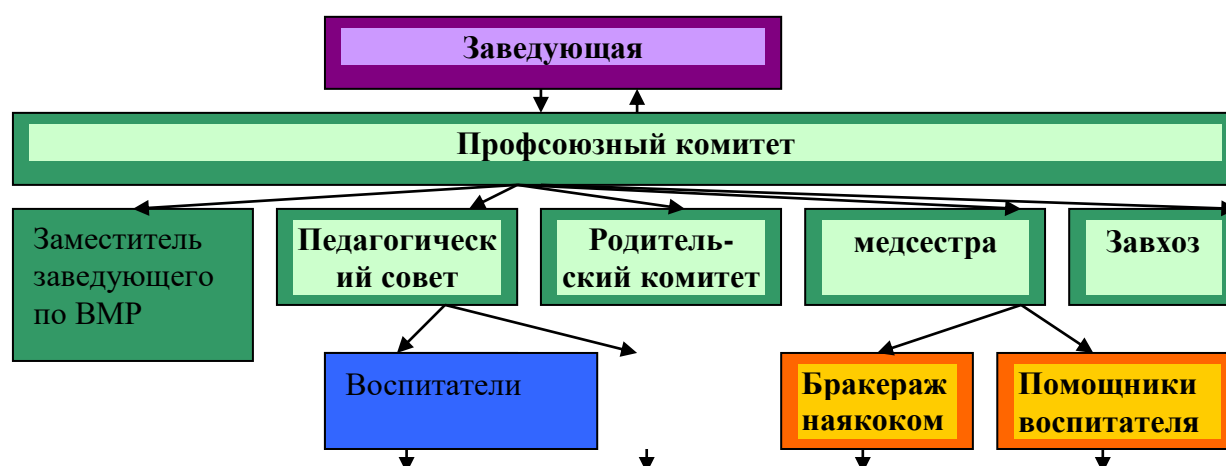 Заведующая
Профсоюзный комитет
Заместитель
заведующего
по ВМР
Педагогическ
ий совет
Родитель-
ский комитет
медсестра
Завхоз
Воспитатели
Бракераж
наякоком
Помощники
воспитателя